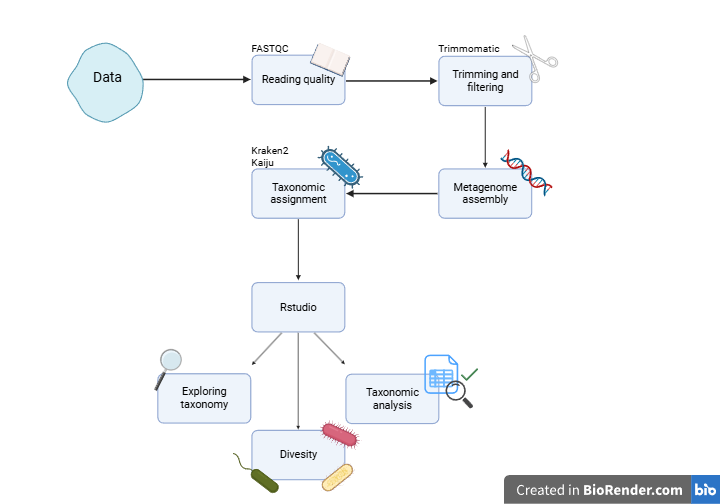 FASTQC
Trimmomatic
Data
Reading quality
Trimming and
filtering
Kraken2
Kaiju
Taxonomic
assignment
Metagenome
assembly
Rstudio
Exploring
taxonomy
Taxonomic
analysis
Divesity
Created in BioRender.com bio